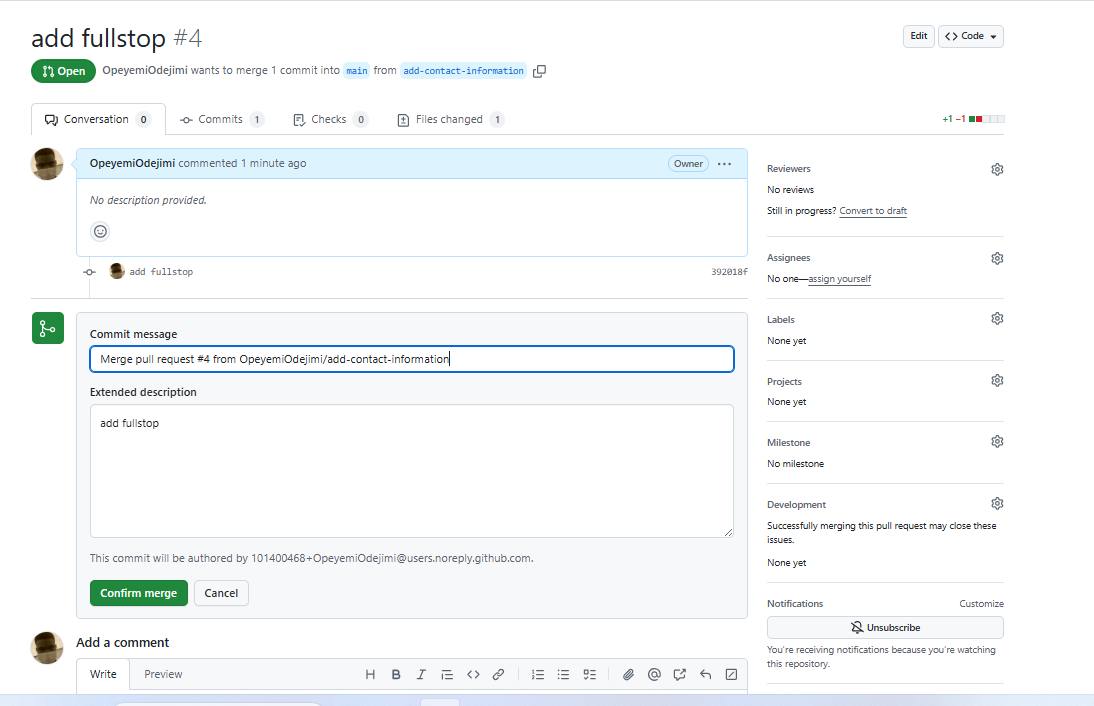 add fullstop #4
Edit
Code
Open
OpeyemiOdejimi wants to merge 1 commit into main from add-contact-information
Conversation 0
Commits 1
Checks 0
Files changed 1
+1 −1
OpeyemiOdejimi commented 1 minute ago
Owner
No description provided.
add fullstop
392018f
Commit message
Merge pull request #4 from OpeyemiOdejimi/add-contact-information
Extended description
add fullstop
This commit will be authored by 101400468+OpeyemiOdejimi@users.noreply.github.com.
Confirm merge
Cancel
Add a comment
Write
Preview
H B I
Reviewers
No reviews
Still in progress? Convert to draft
Assignees
No one—assign yourself
Labels
None yet
Projects
None yet
Milestone
No milestone
Development
Successfully merging this pull request may close these
issues.
None yet
Notifications
Customize
Unsubscribe
You're receiving notifications because you're watching
this repository.